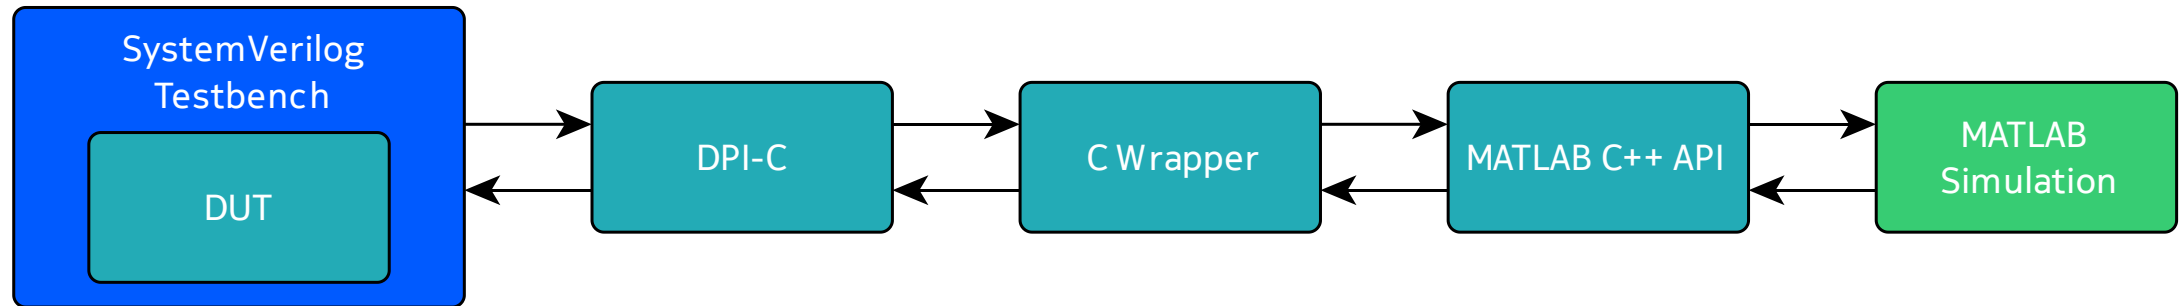 SystemVerilog
Testbench
DUT
DPI-C
C Wrapper
MATLAB C++ API
MATLAB
Simulation